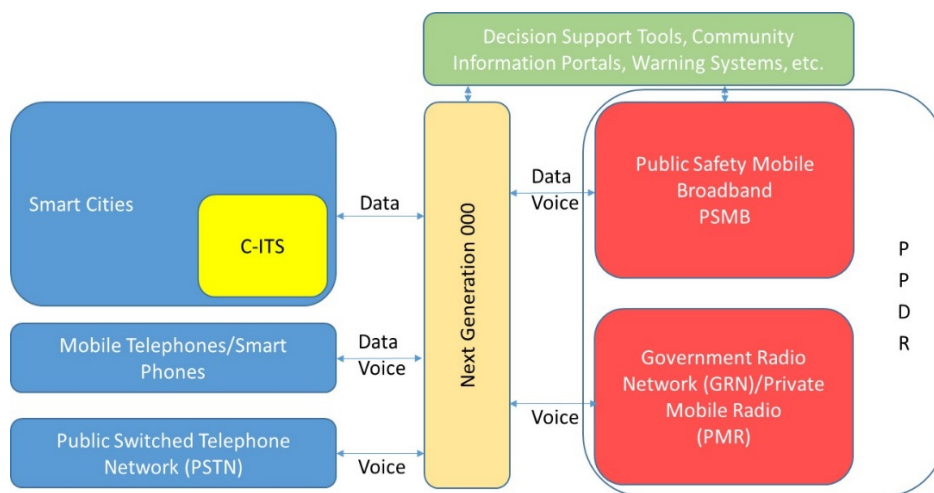 Decision Support Tools, Community
Information Portals, Warning Systems, etc.
Smart Cities
C-ITS
Data
Next Generation 000
Data
Voice
Public Safety Mobile
Broadband
PSMB
P
P
D
R
Mobile Telephones/Smart
Phones
Data
Voice
Government Radio
Network (GRN)/Private
Mobile Radio
(PMR)
Voice
Public Switched Telephone
Network (PSTN)
Voice